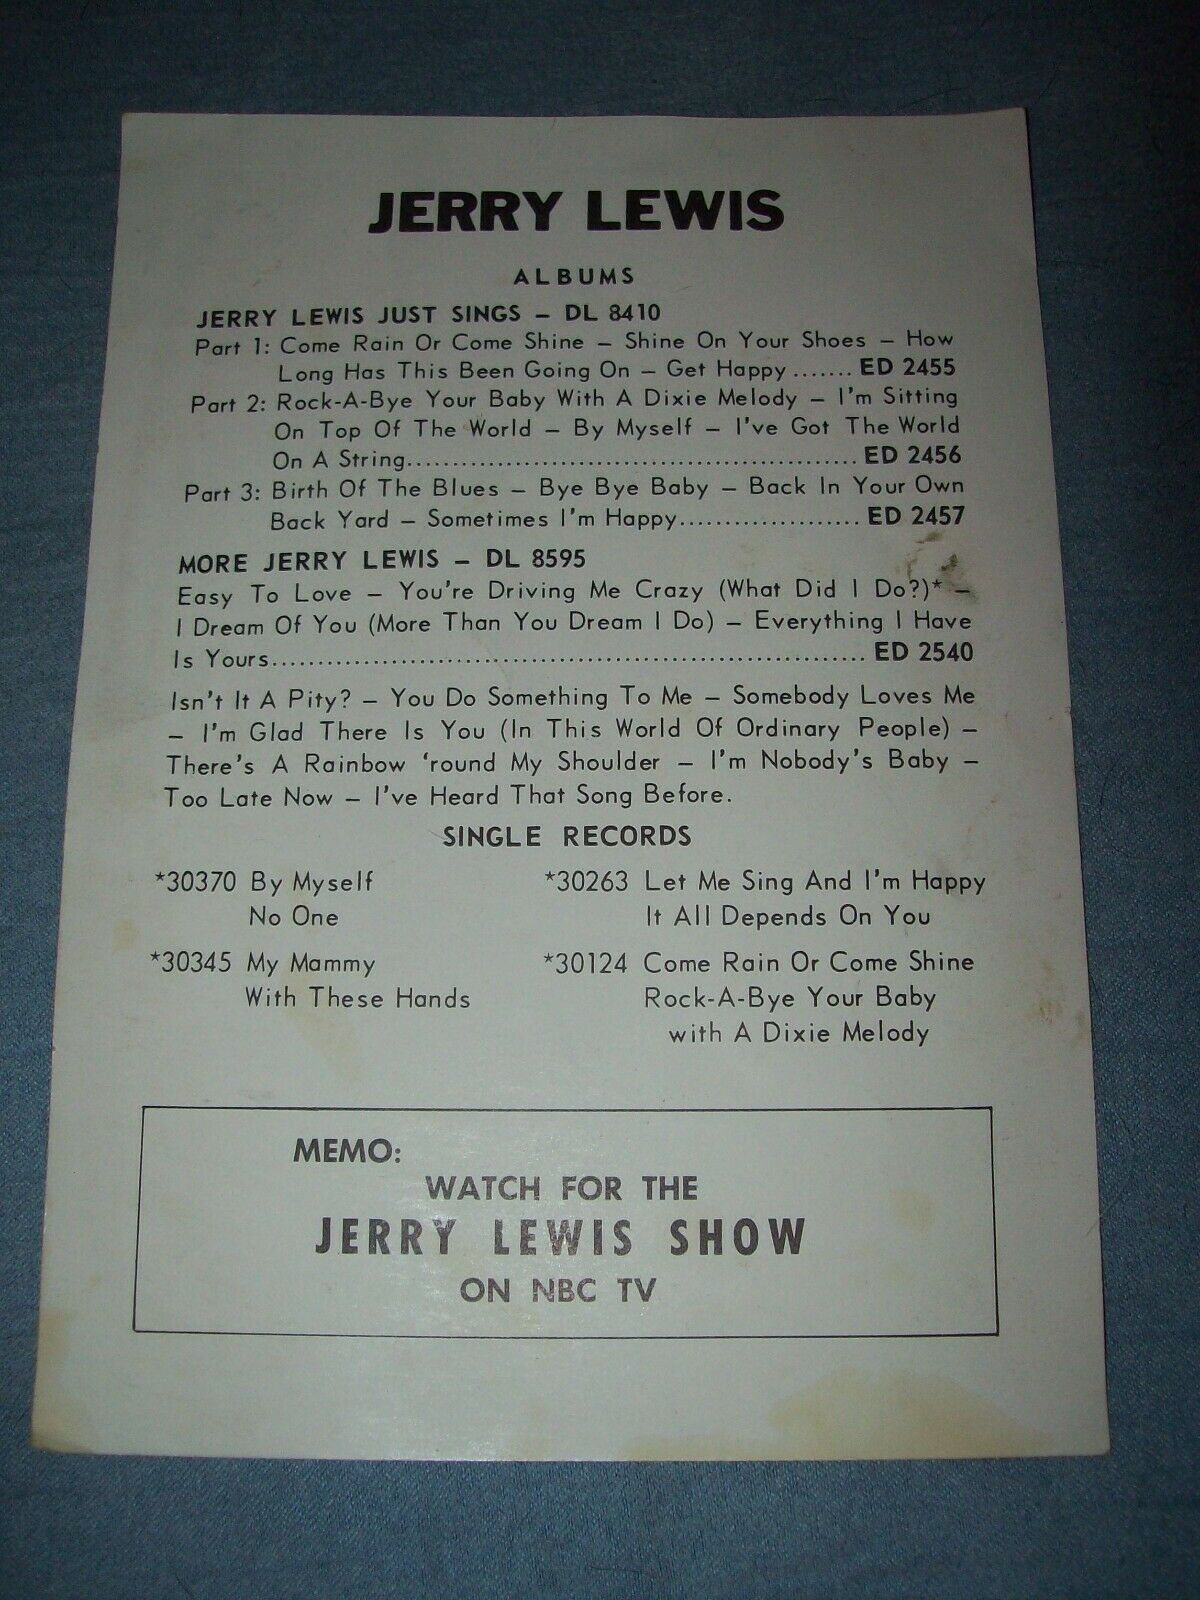 JERRY LEWIS
ALBUMS
JERRY LEWIS JUST SINGS – DL 8410
Part 1: Come Rain Or Come Shine – Shine On Your Shoes – How
Long Has This Been Going On – Get Happy ....... ED 2455
Part 2: Rock-A-Bye Your Baby With A Dixie Melody – I'm Sitting
On Top Of The World – By Myself – I've Got The World
On A String................................................. ED 2456
Part 3: Birth Of The Blues – Bye Bye Baby – Back In Your Own
Back Yard – Sometimes I'm Happy.................... ED 2457
MORE JERRY LEWIS – DL 8595
Easy To Love – You're Driving Me Crazy (What Did I Do?)* –
I Dream Of You (More Than You Dream I Do) – Everything I Have
Is Yours................................................................. ED 2540
Isn't It A Pity? – You Do Something To Me – Somebody Loves Me
– I'm Glad There Is You (In This World Of Ordinary People) –
There's A Rainbow 'round My Shoulder – I'm Nobody's Baby –
Too Late Now – I've Heard That Song Before.
SINGLE RECORDS
*30370 By Myself
No One
*30345 My Mammy
With These Hands
*30263 Let Me Sing And I'm Happy
It All Depends On You
*30124 Come Rain Or Come Shine
Rock-A-Bye Your Baby
with A Dixie Melody
MEMO:
WATCH FOR THE
JERRY LEWIS SHOW
ON NBC TV